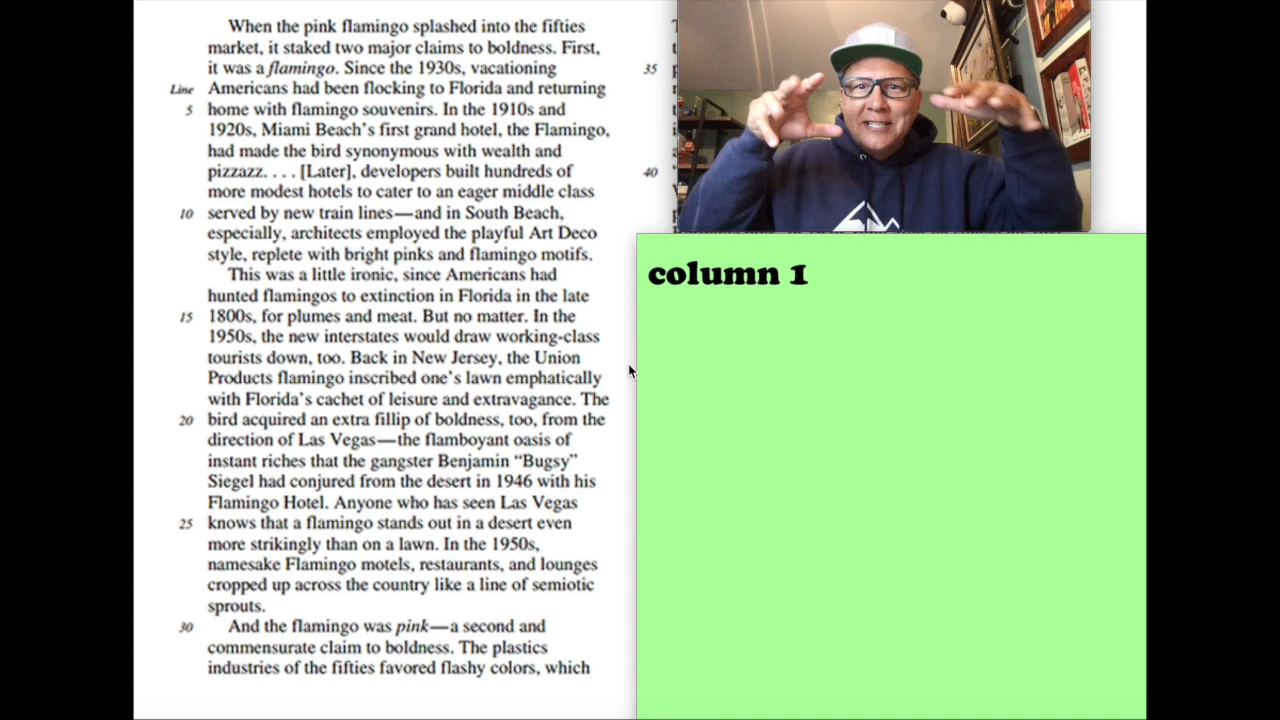 When the pink flamingo splashed into the fifties
market, it staked two major claims to boldness. First,
it was a flamingo. Since the 1930s, vacationing
Line Americans had been flocking to Florida and returning
5 home with flamingo souvenirs. In the 1910s and
1920s, Miami Beach's first grand hotel, the Flamingo,
had made the bird synonymous with wealth and
pizzazz. . . . [Later], developers built hundreds of
more modest hotels to cater to an eager middle class
10 served by new train lines—and in South Beach,
especially, architects employed the playful Art Deco
style, replete with bright pinks and flamingo motifs.
This was a little ironic, since Americans had
hunted flamingos to extinction in Florida in the late
15 1800s, for plumes and meat. But no matter. In the
1950s, the new interstates would draw working-class
tourists down, too. Back in New Jersey, the Union
Products flamingo inscribed one's lawn emphatically
with Florida's cachet of leisure and extravagance. The
20 bird acquired an extra fillip of boldness, too, from the
direction of Las Vegas—the flamboyant oasis of
instant riches that the gangster Benjamin “Bugsy”
Siegel had conjured from the desert in 1946 with his
Flamingo Hotel. Anyone who has seen Las Vegas
25 knows that a flamingo stands out in a desert even
more strikingly than on a lawn. In the 1950s,
namesake Flamingo motels, restaurants, and lounges
cropped up across the country like a line of semiotic
sprouts.
30 And the flamingo was pink—a second and
commensurate claim to boldness. The plastics
industries of the fifties favored flashy colors, which
35
40
column 1